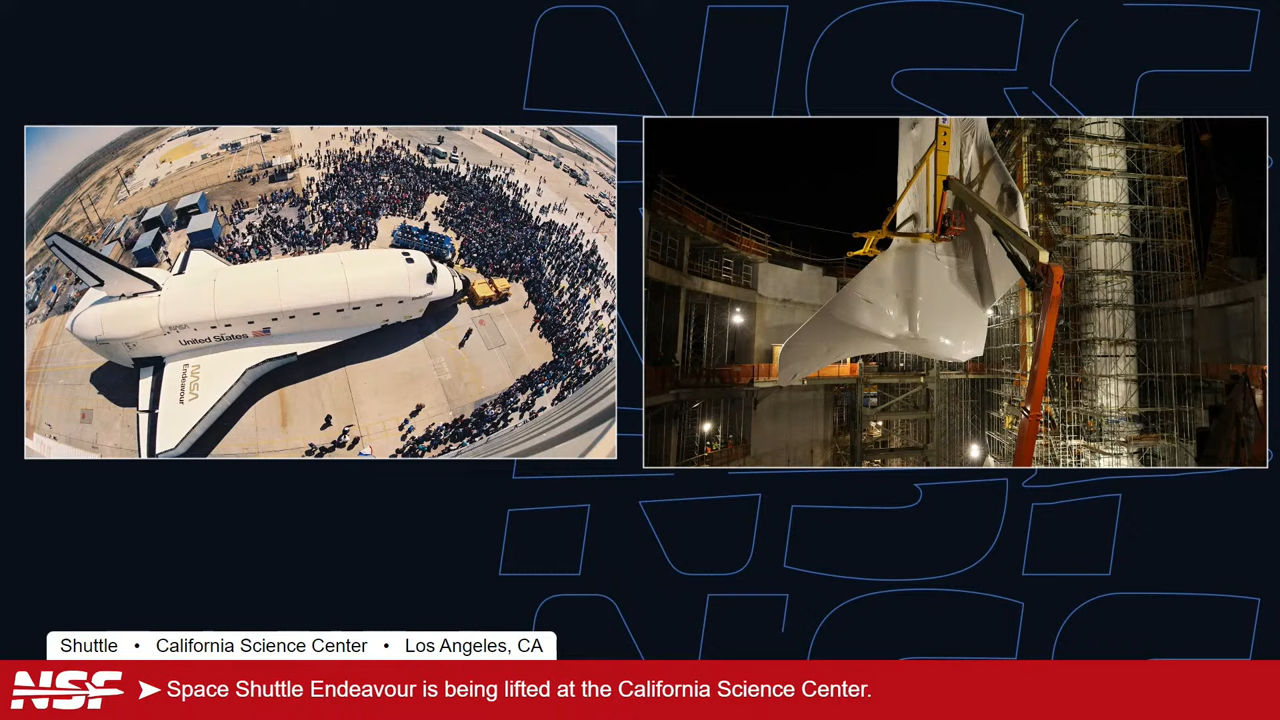 NASA
United States
NASA
Endeavour
Shuttle • California Science Center • Los Angeles, CA
NSF
➤ Space Shuttle Endeavour is being lifted at the California Science Center.